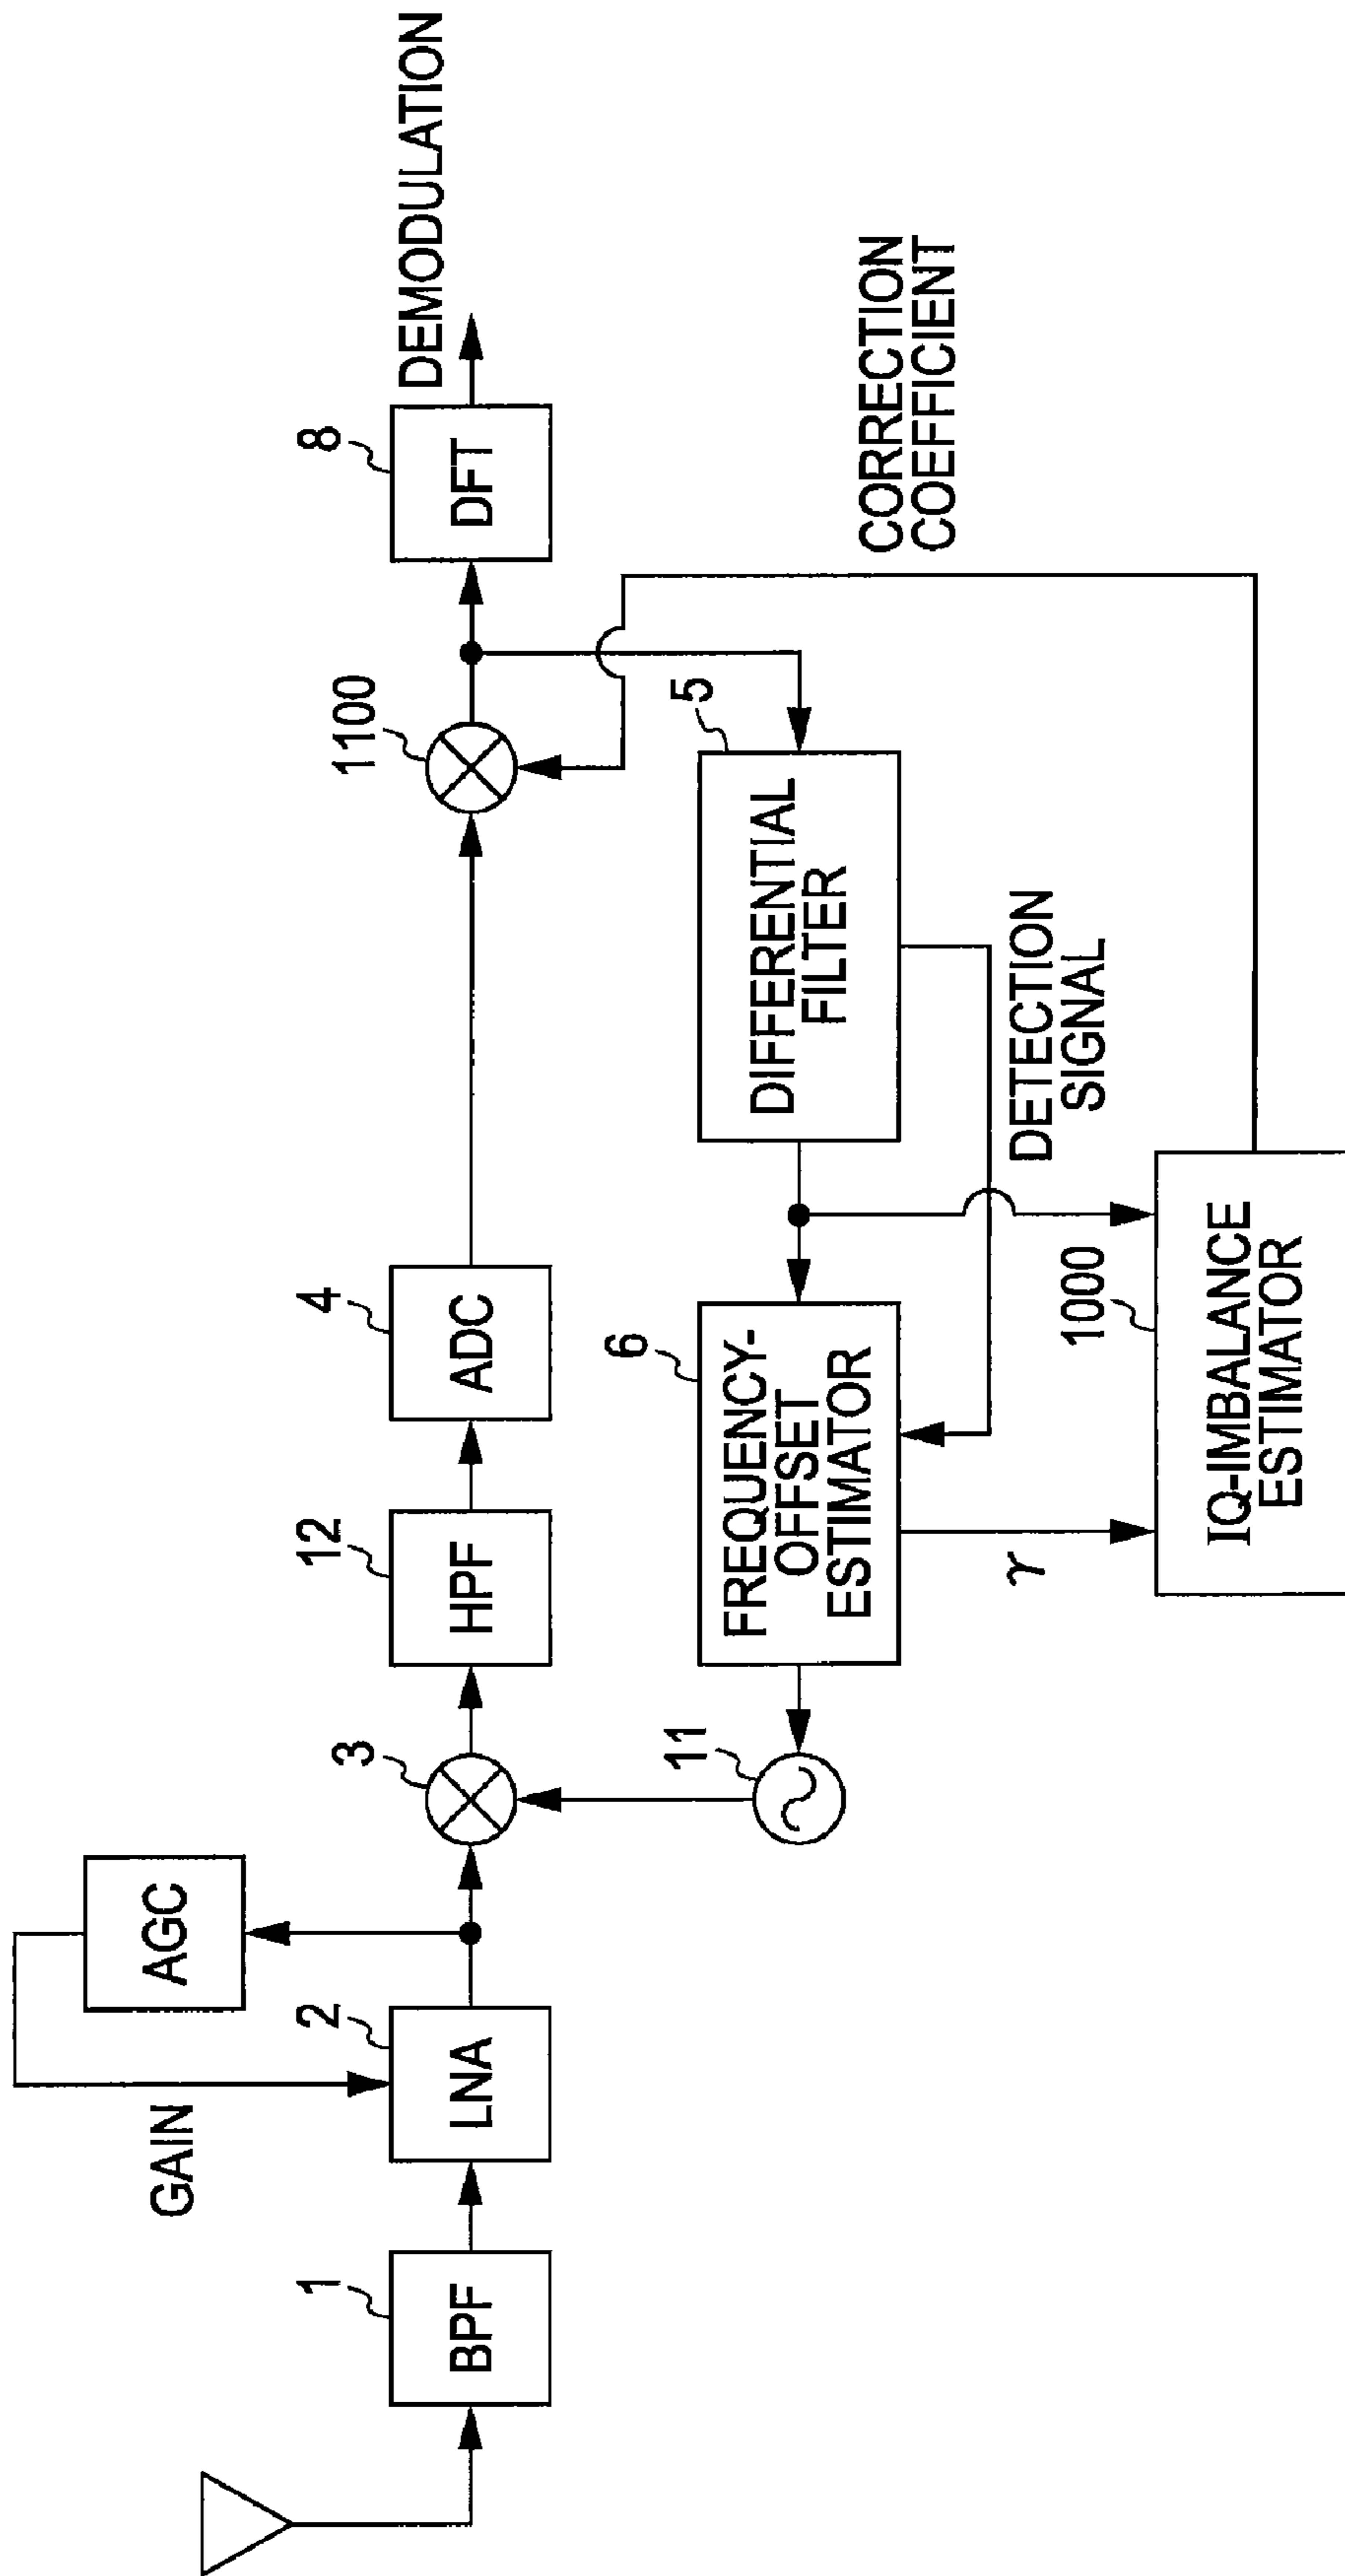 GAIN
AGC
1
BPF
2
LNA
3
12
HPF
4
ADC
1100
8
DFT
DEMODULATION
11
6
FREQUENCY-
OFFSET
ESTIMATOR
5
DIFFERENTIAL
FILTER
CORRECTION
COEFFICIENT
γ
DETECTION
SIGNAL
1000
IQ-IMBALANCE
ESTIMATOR